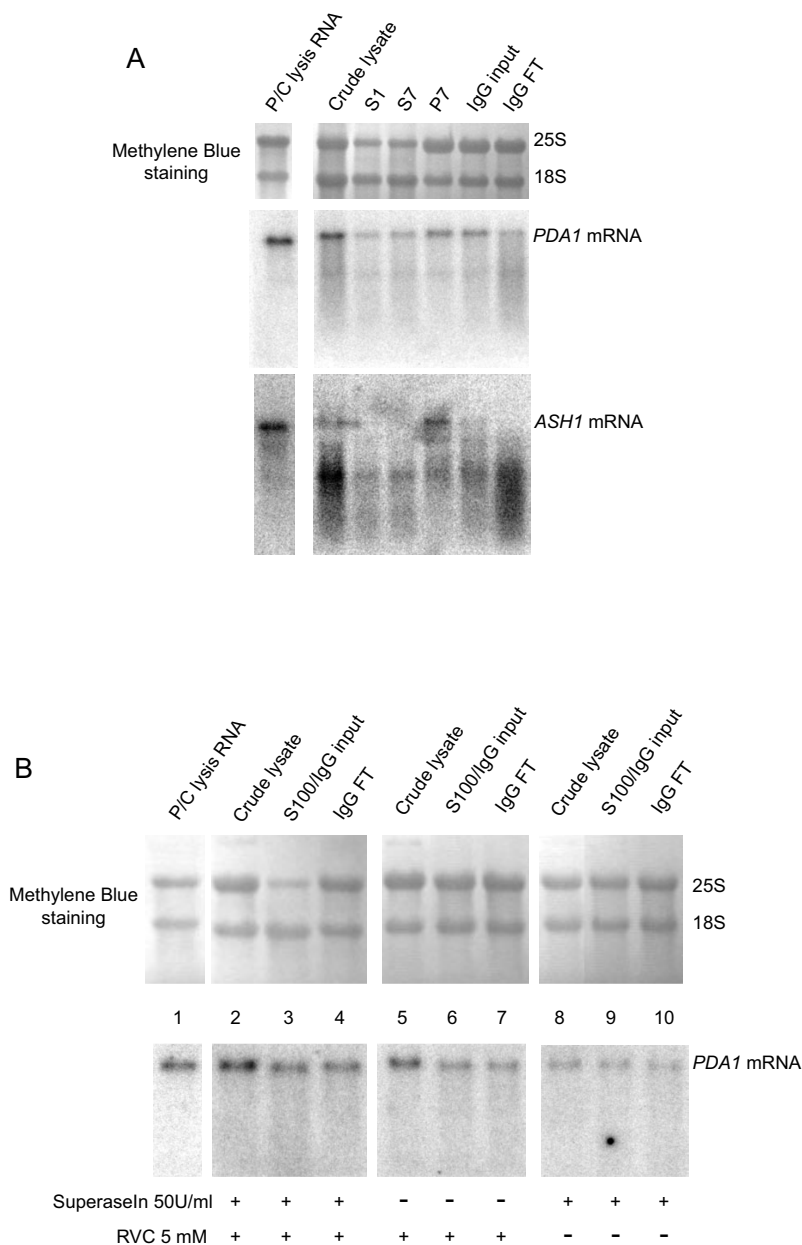 A
P/C lysis RNA
Crude lysate
S1
S7
P7
IgG input
IgG FT
Methylene Blue
staining
25S
18S
PDA1 mRNA
ASH1 mRNA
B
P/C lysis RNA
Crude lysate
S100/IgG input
IgG FT
Crude lysate
S100/IgG input
IgG FT
Crude lysate
S100/IgG input
IgG FT
Methylene Blue
staining
25S
18S
1 2 3 4 5 6 7 8 9 10
PDA1 mRNA
SuperaseIn 50U/ml + + + - - - + + +
RVC 5 mM + + + + + + - - -